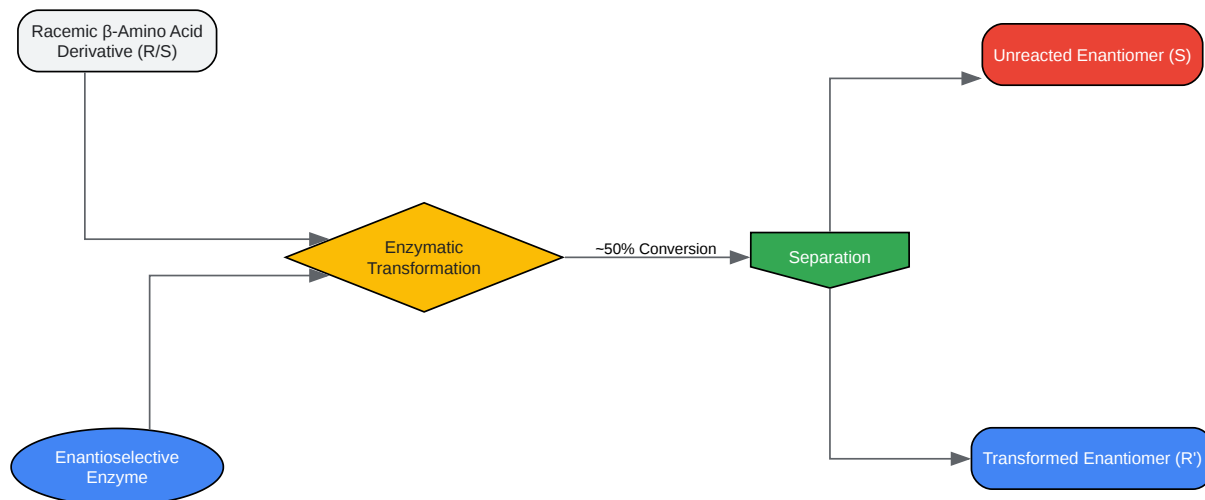 Racemic β-Amino Acid
Derivative (R/S)
Unreacted Enantiomer (S)
Enzymatic
Transformation
~50% Conversion
Separation
Enantioselective
Enzyme
Transformed Enantiomer (R')